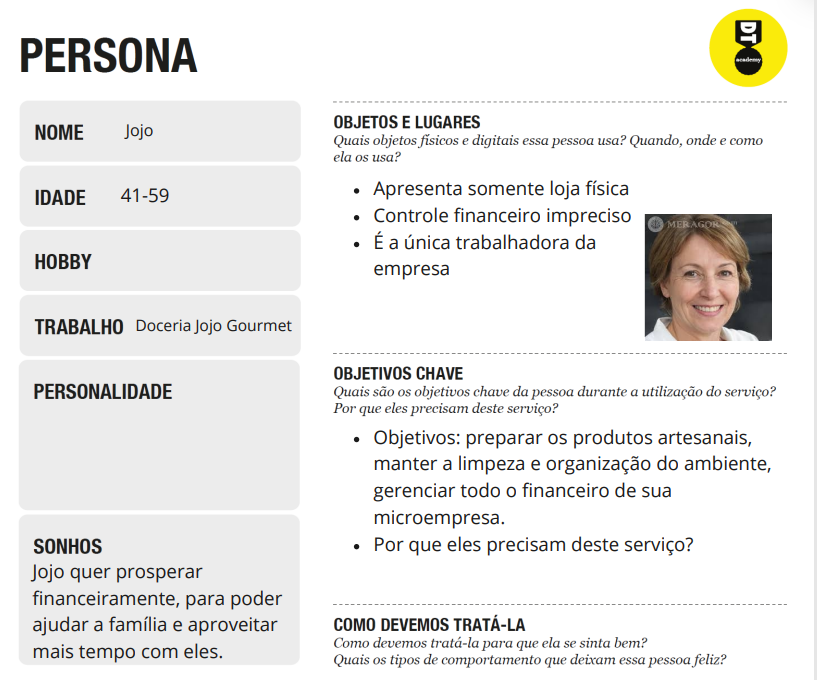 PERSONA
DT
academy
NOME Jojo
IDADE 41-59
HOBBY
TRABALHO Doceria Jojo Gourmet
PERSONALIDADE
SONHOS
Jojo quer prosperar
financeiramente, para poder
ajudar a família e aproveitar
mais tempo com eles.
OBJETOS E LUGARES
Quais objetos físicos e digitais essa pessoa usa? Quando, onde e como
ela os usa?
• Apresenta somente loja física
• Controle financeiro impreciso
• É a única trabalhadora da
empresa
MERAGOR
OBJETIVOS CHAVE
Quais são os objetivos chave da pessoa durante a utilização do serviço?
Por que eles precisam deste serviço?
• Objetivos: preparar os produtos artesanais,
manter a limpeza e organização do ambiente,
gerenciar todo o financeiro de sua
microempresa.
• Por que eles precisam deste serviço?
COMO DEVEMOS TRATÁ-LA
Como devemos tratá-la para que ela se sinta bem?
Quais os tipos de comportamento que deixam essa pessoa feliz?